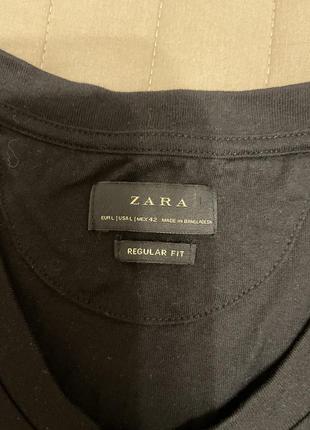 ZARA
EUR L | USA L | MEX 42 MADE IN BANGLADESH
REGULAR FIT